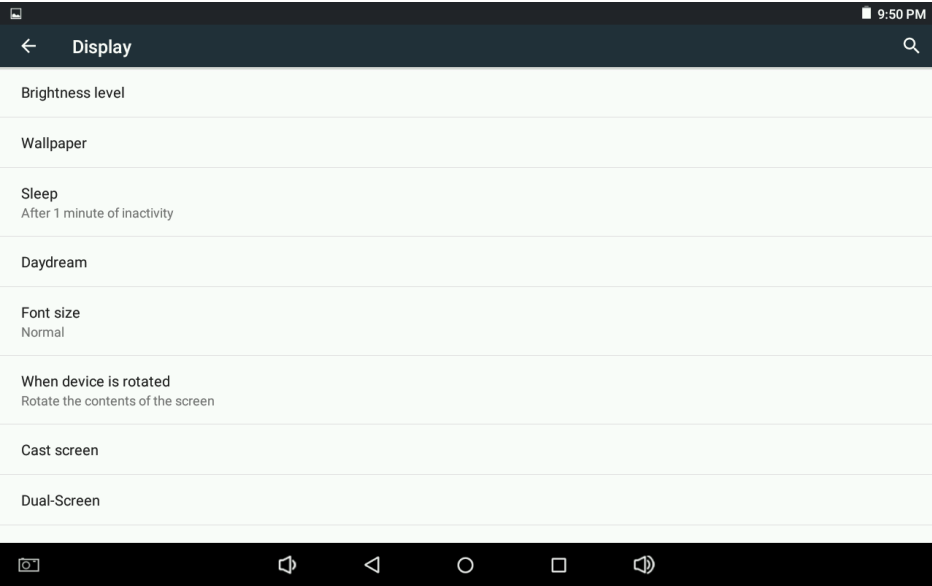 9:50 PM
Display
Brightness level
Wallpaper
Sleep
After 1 minute of inactivity
Daydream
Font size
Normal
When device is rotated
Rotate the contents of the screen
Cast screen
Dual-Screen